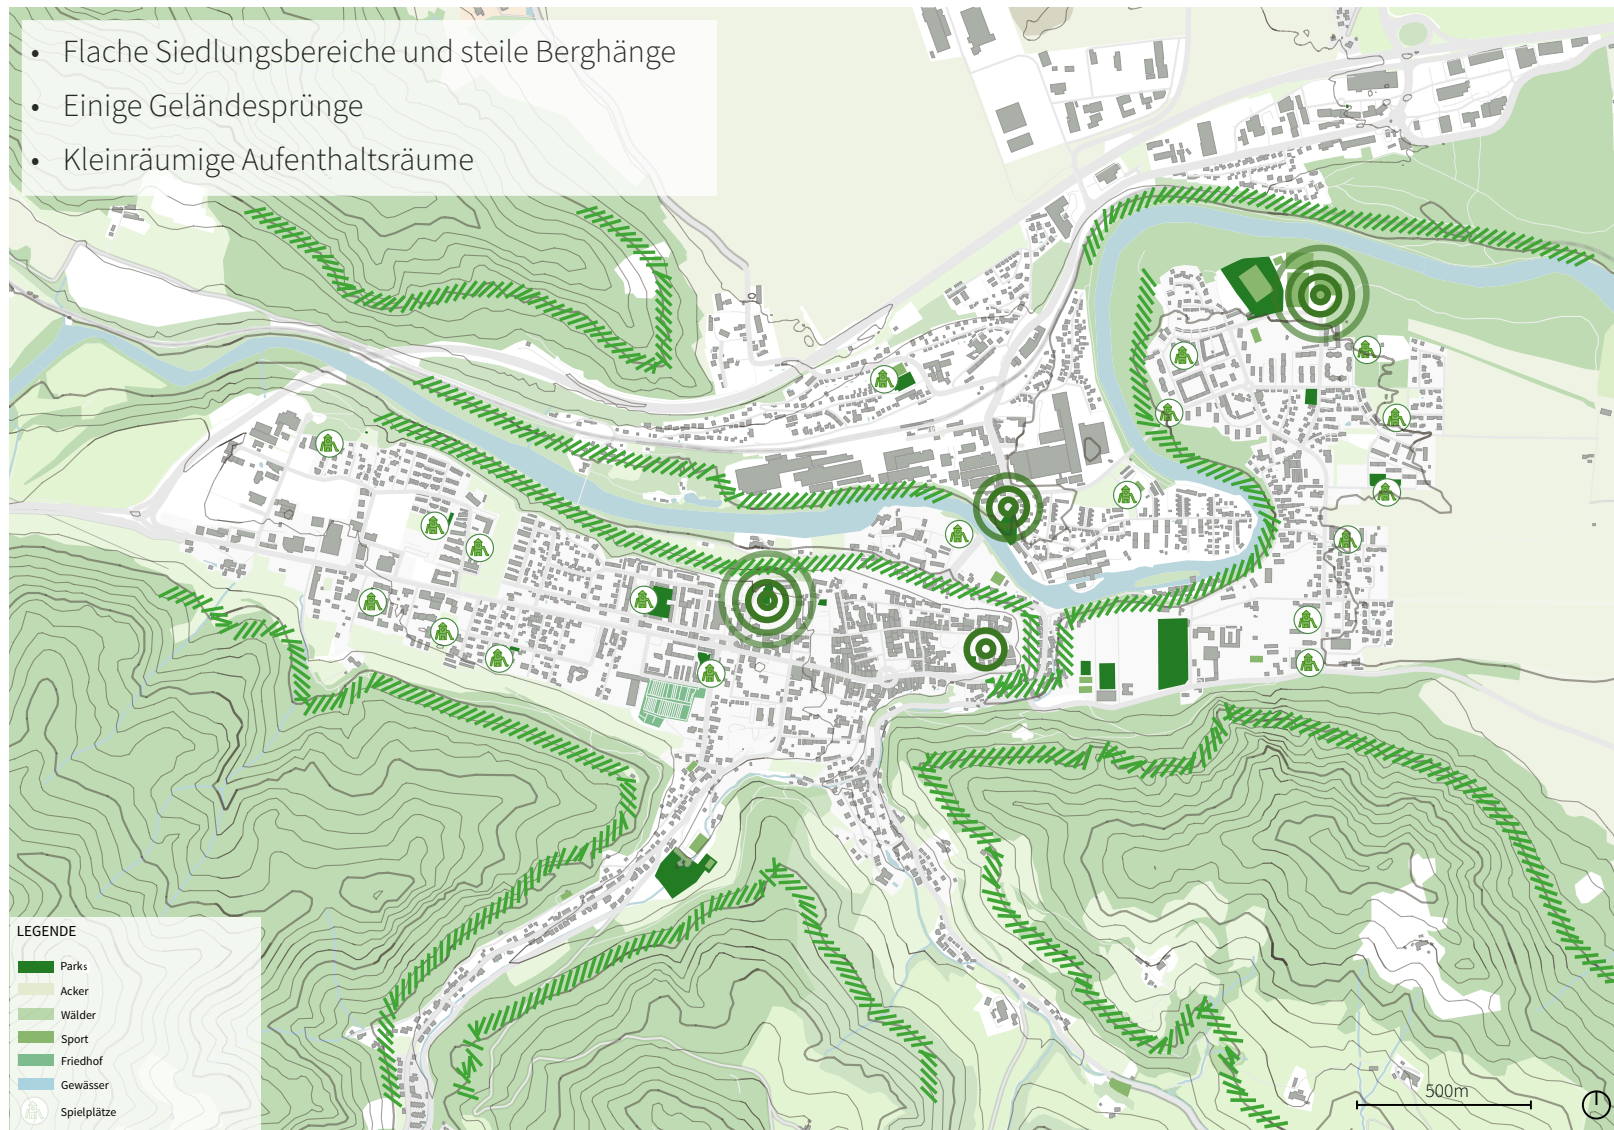 • Flache Siedlungsbereiche und steile Berghänge
• Einige Geländesprünge
• Kleinräumige Aufenthaltsräume
LEGENDE
Parks
Acker
Wälder
Sport
Friedhof
Gewässer
Spielplätze
500m